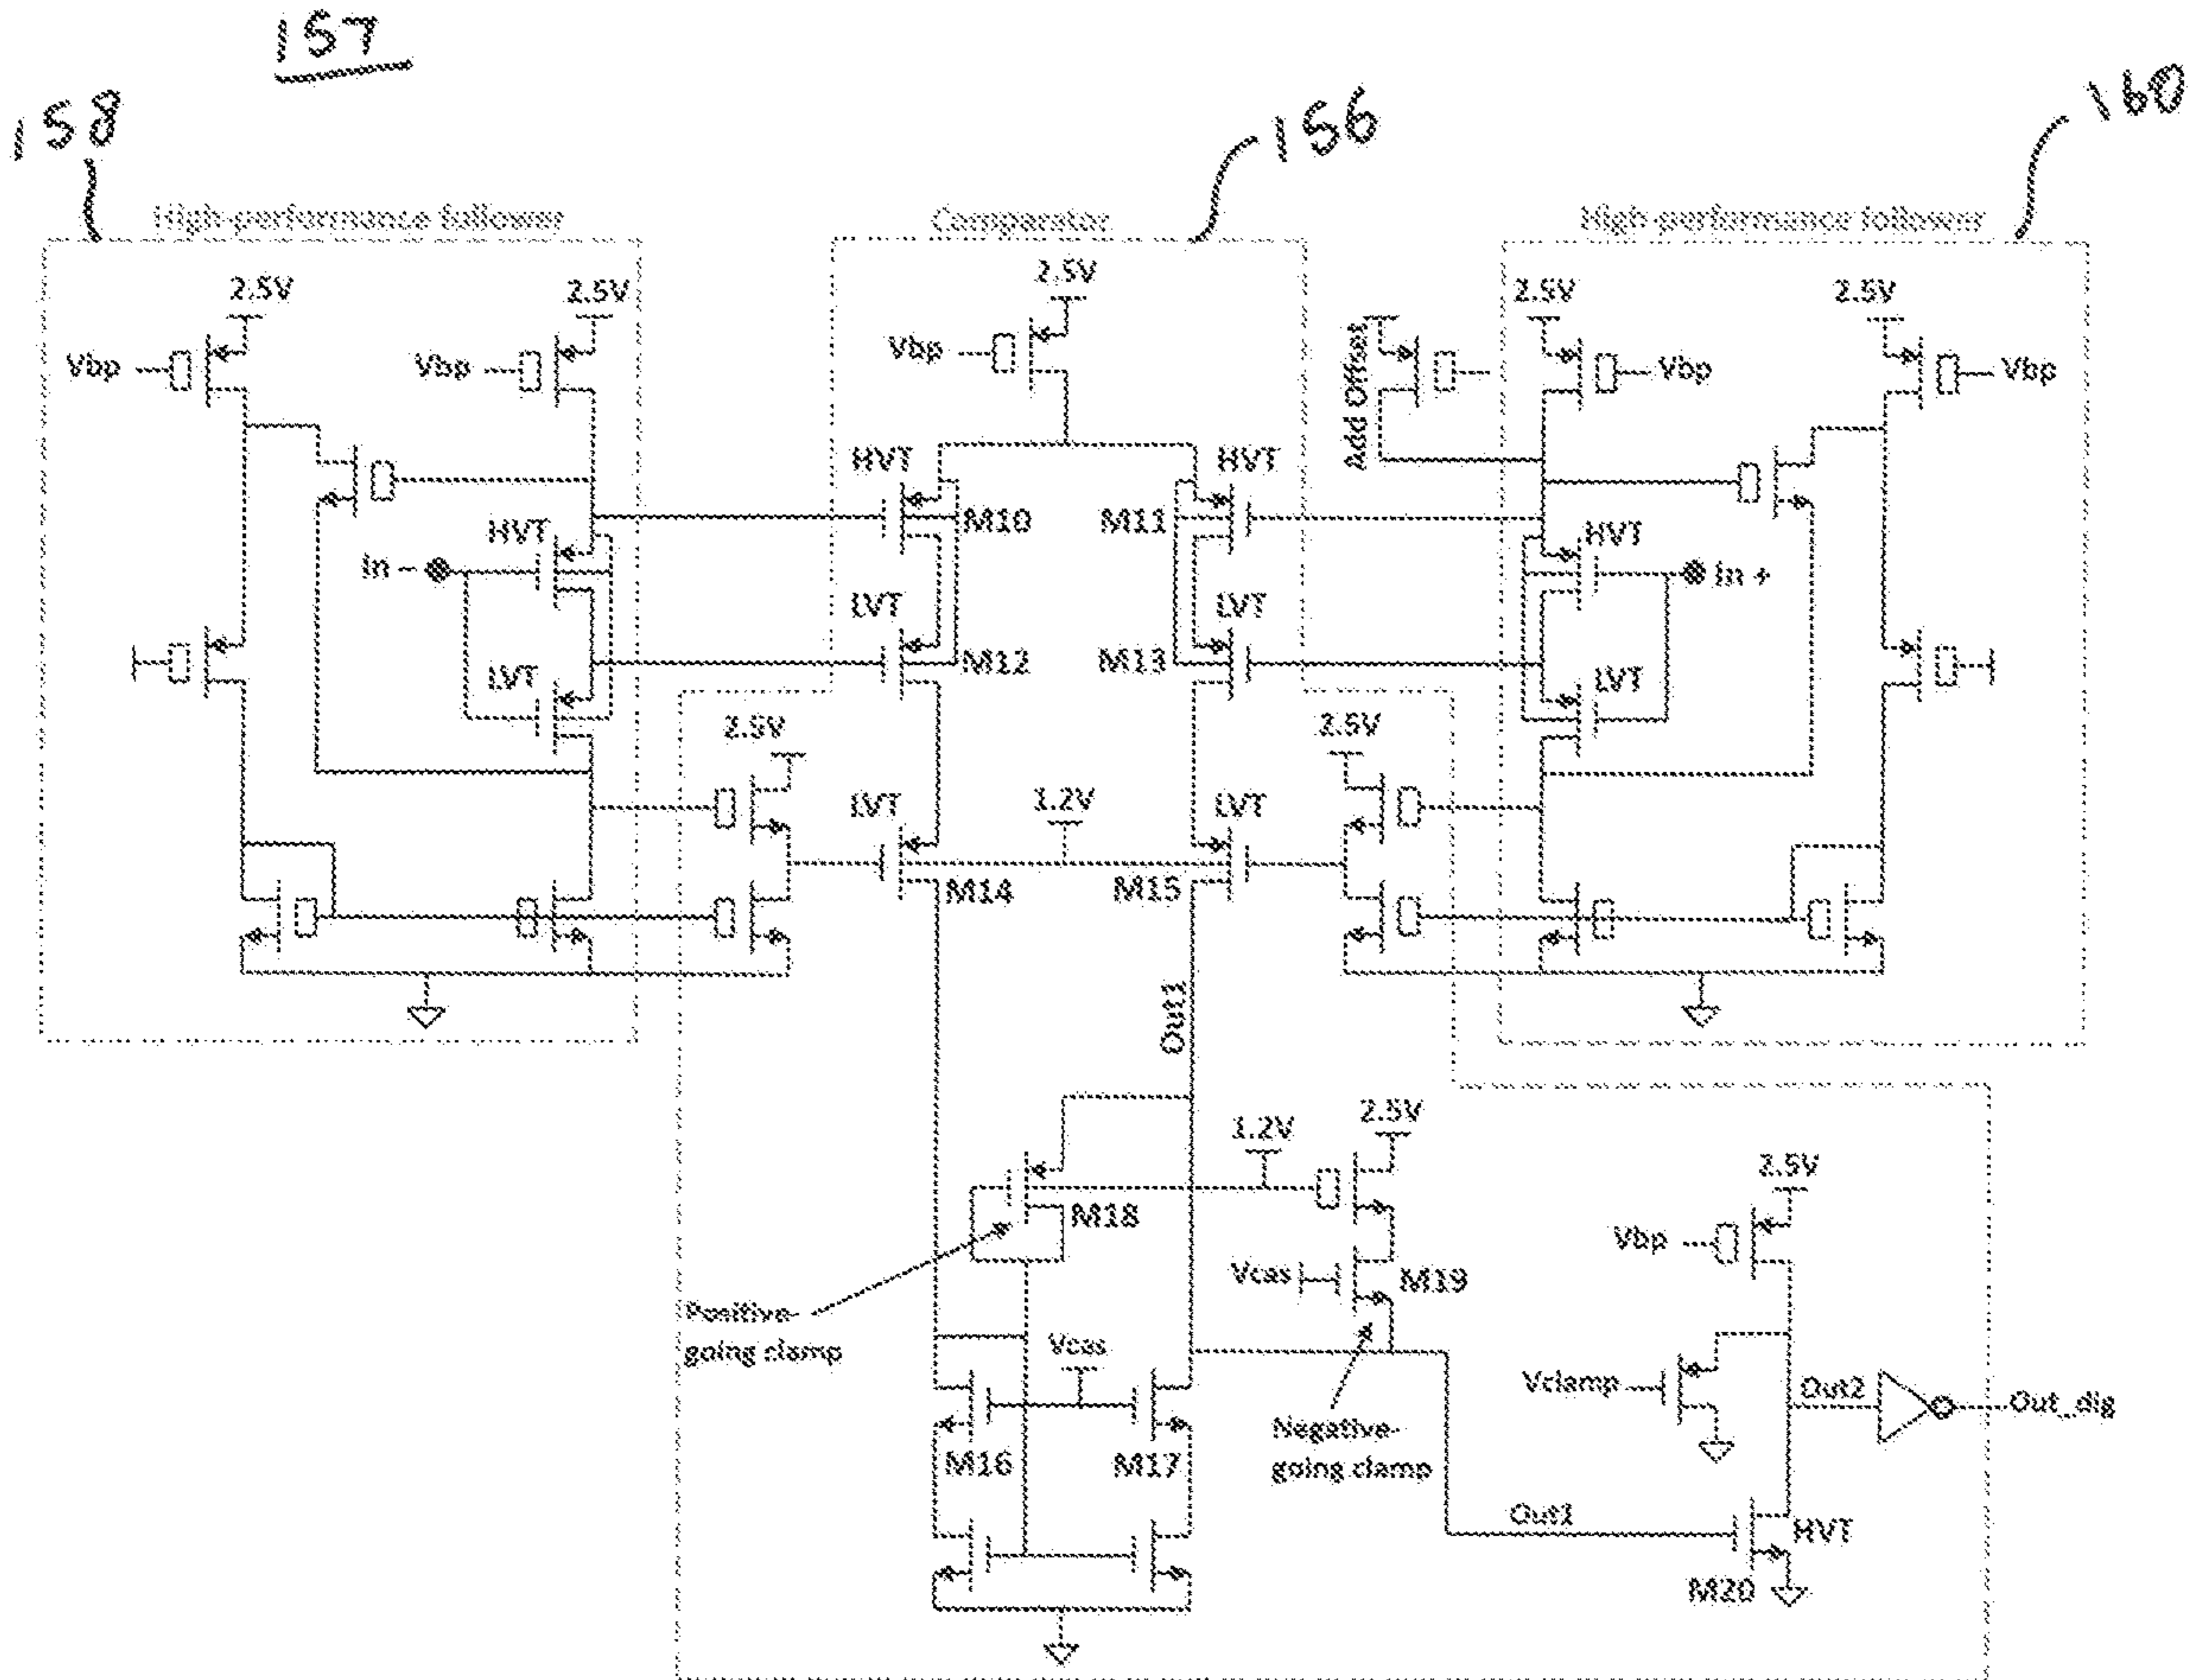 157
158
156
160
High-performance follower
Comparator
High-performance follower
2.5V
2.5V
2.5V
2.5V
2.5V
Vbp
Vbp
Vbp
Add Offset
Vbp
Vbp
HVT
HVT
M10
M11
HVT
HVT
In -
In +
LVT
LVT
M12
M13
LVT
LVT
2.5V
2.5V
LVT
1.2V
LVT
M14
M15
Out1
1.2V
2.5V
M18
2.5V
Vbp
Vcas
M19
Positive-
going clamp
Vcas
Vclamp
Out2
Out_dig
Negative-
going clamp
M16
M17
Out1
HVT
M20